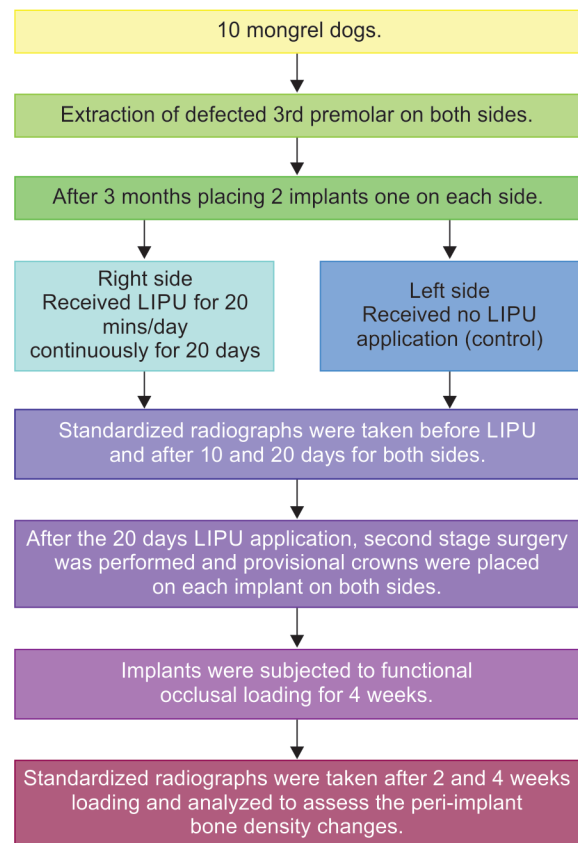 10 mongrel dogs.
Extraction of defected 3rd premolar on both sides.
After 3 months placing 2 implants one on each side.
Right side
Received LIPU for 20
mins/day
continuously for 20 days
Left side
Received no LIPU
application (control)
Standardized radiographs were taken before LIPU
and after 10 and 20 days for both sides.
After the 20 days LIPU application, second stage surgery
was performed and provisional crowns were placed
on each implant on both sides.
Implants were subjected to functional
occlusal loading for 4 weeks.
Standardized radiographs were taken after 2 and 4 weeks
loading and analyzed to assess the peri-implant
bone density changes.